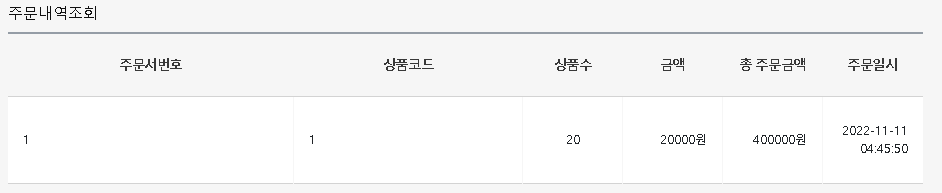 주문내역조회
주문서번호 상품코드 상품수 금액 총 주문금액 주문일시
1 1 20 20000원 400000원 2022-11-11
04:45:50